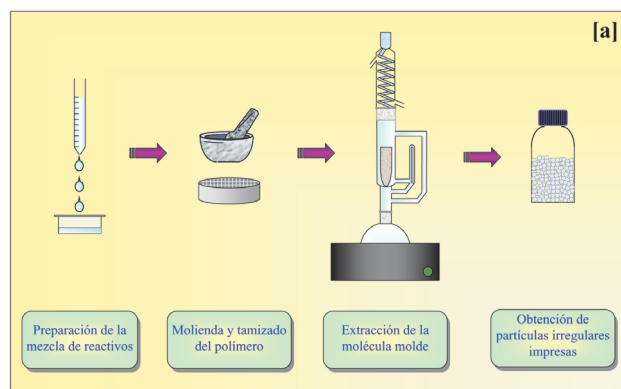 [a]
Preparación de la
mezcla de reactivos
Molienda y tamizado
del polímero
Extracción de la
molécula molde
Obtención de
partículas irregulares
impresas